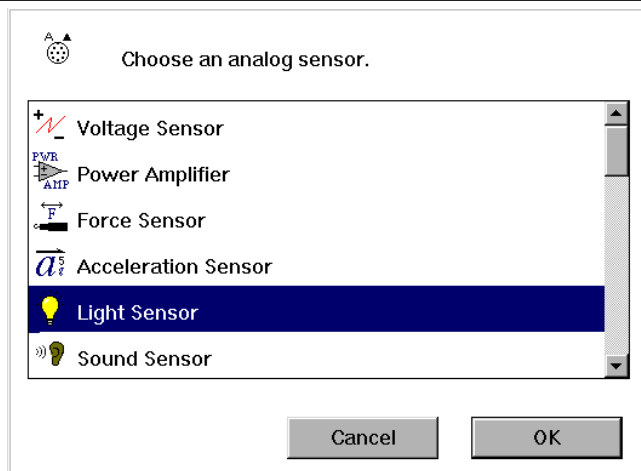 A
Choose an analog sensor.
+
−
Voltage Sensor
PWR
AMP
Power Amplifier
F
Force Sensor
a5i
Acceleration Sensor
Light Sensor
Sound Sensor
Cancel
OK